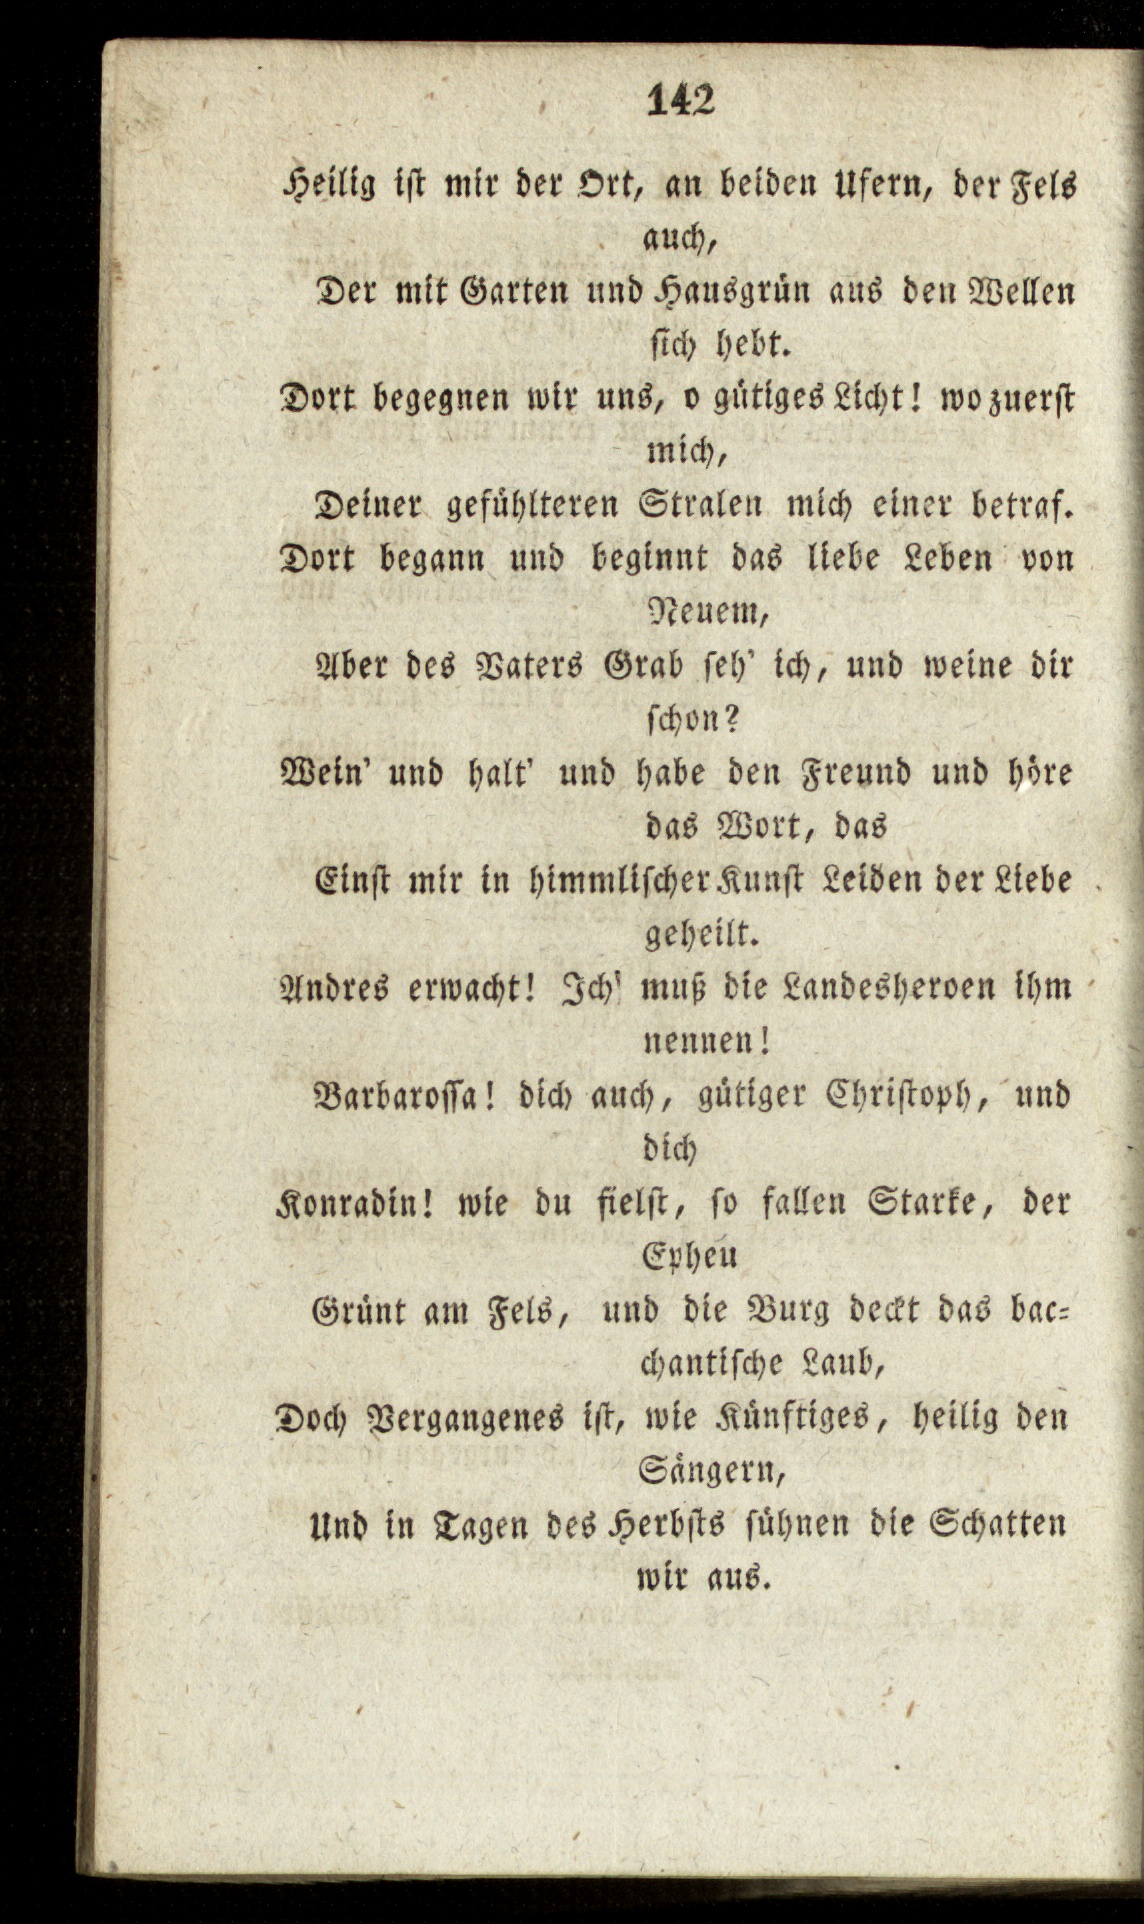 142
Heilig ist mir der Ort, an beiden Ufern, der Fels
auch,
Der mit Garten und Hausgrün aus den Wellen
sich hebt.
Dort begegnen wir uns, o gütiges Licht! wo zuerst
mich,
Deiner gefühlteren Stralen mich einer betraf.
Dort begann und beginnt das liebe Leben von
Neuem,
Aber des Vaters Grab seh' ich, und weine dir
schon?
Wein' und halt' und habe den Freund und höre
das Wort, das
Einst mir in himmlischer Kunst Leiden der Liebe
geheilt.
Andres erwacht! Ich' muß die Landesheroen ihm
nennen!
Barbarossa! dich auch, gütiger Christoph, und
dich
Konradin! wie du fielst, so fallen Starke, der
Epheu
Grünt am Fels, und die Burg deckt das bac-
chantische Laub,
Doch Vergangenes ist, wie Künftiges, heilig den
Sängern,
Und in Tagen des Herbsts sühnen die Schatten
wir aus.